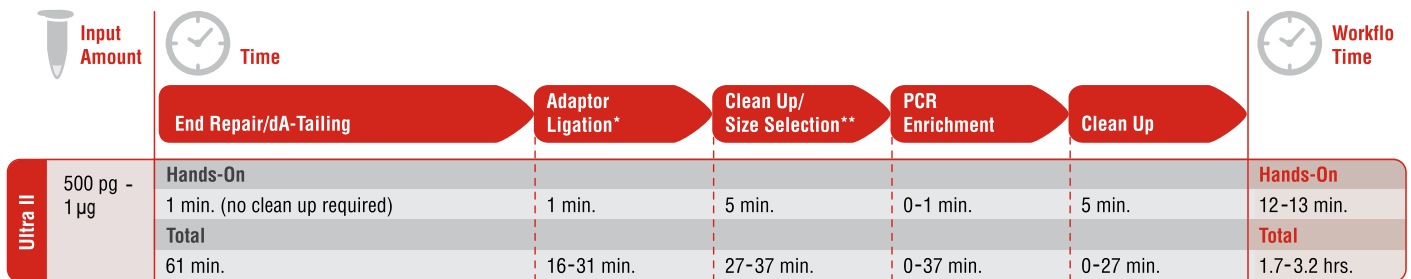 Input
Amount
Time
Workflo
Time
End Repair/dA-Tailing
Adaptor
Ligation*
Clean Up/
Size Selection**
PCR
Enrichment
Clean Up
Ultra II
500 pg -
1 µg
Hands-On
Hands-On
1 min. (no clean up required)
1 min.
5 min.
0-1 min.
5 min.
12-13 min.
Total
Total
61 min.
16-31 min.
27-37 min.
0-37 min.
0-27 min.
1.7-3.2 hrs.